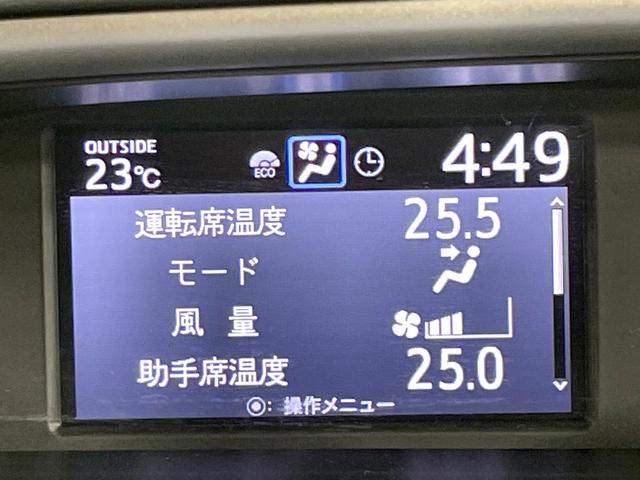 OUTSIDE
4:49
23℃
ECO
運転席温度 25.5
モード
風 量
助手席温度 25.0
◉: 操作メニュー